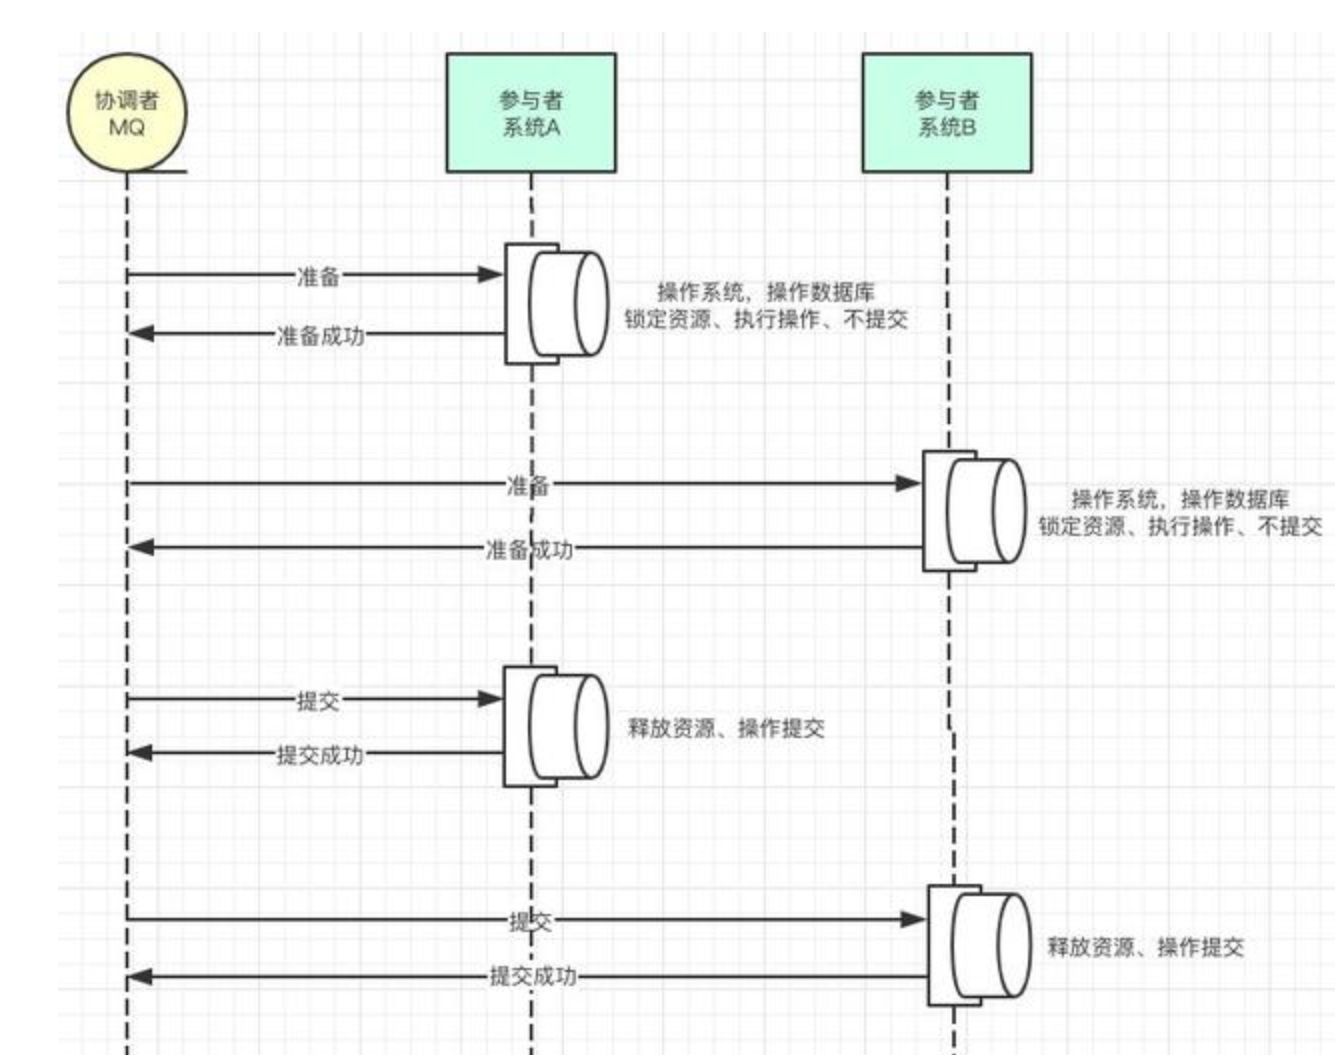 协调者
MQ
参与者
系统A
参与者
系统B
准备
操作系统，操作数据库
锁定资源、执行操作、不提交
准备成功
准备
操作系统，操作数据库
锁定资源、执行操作、不提交
准备成功
提交
释放资源、操作提交
提交成功
提交
释放资源、操作提交
提交成功